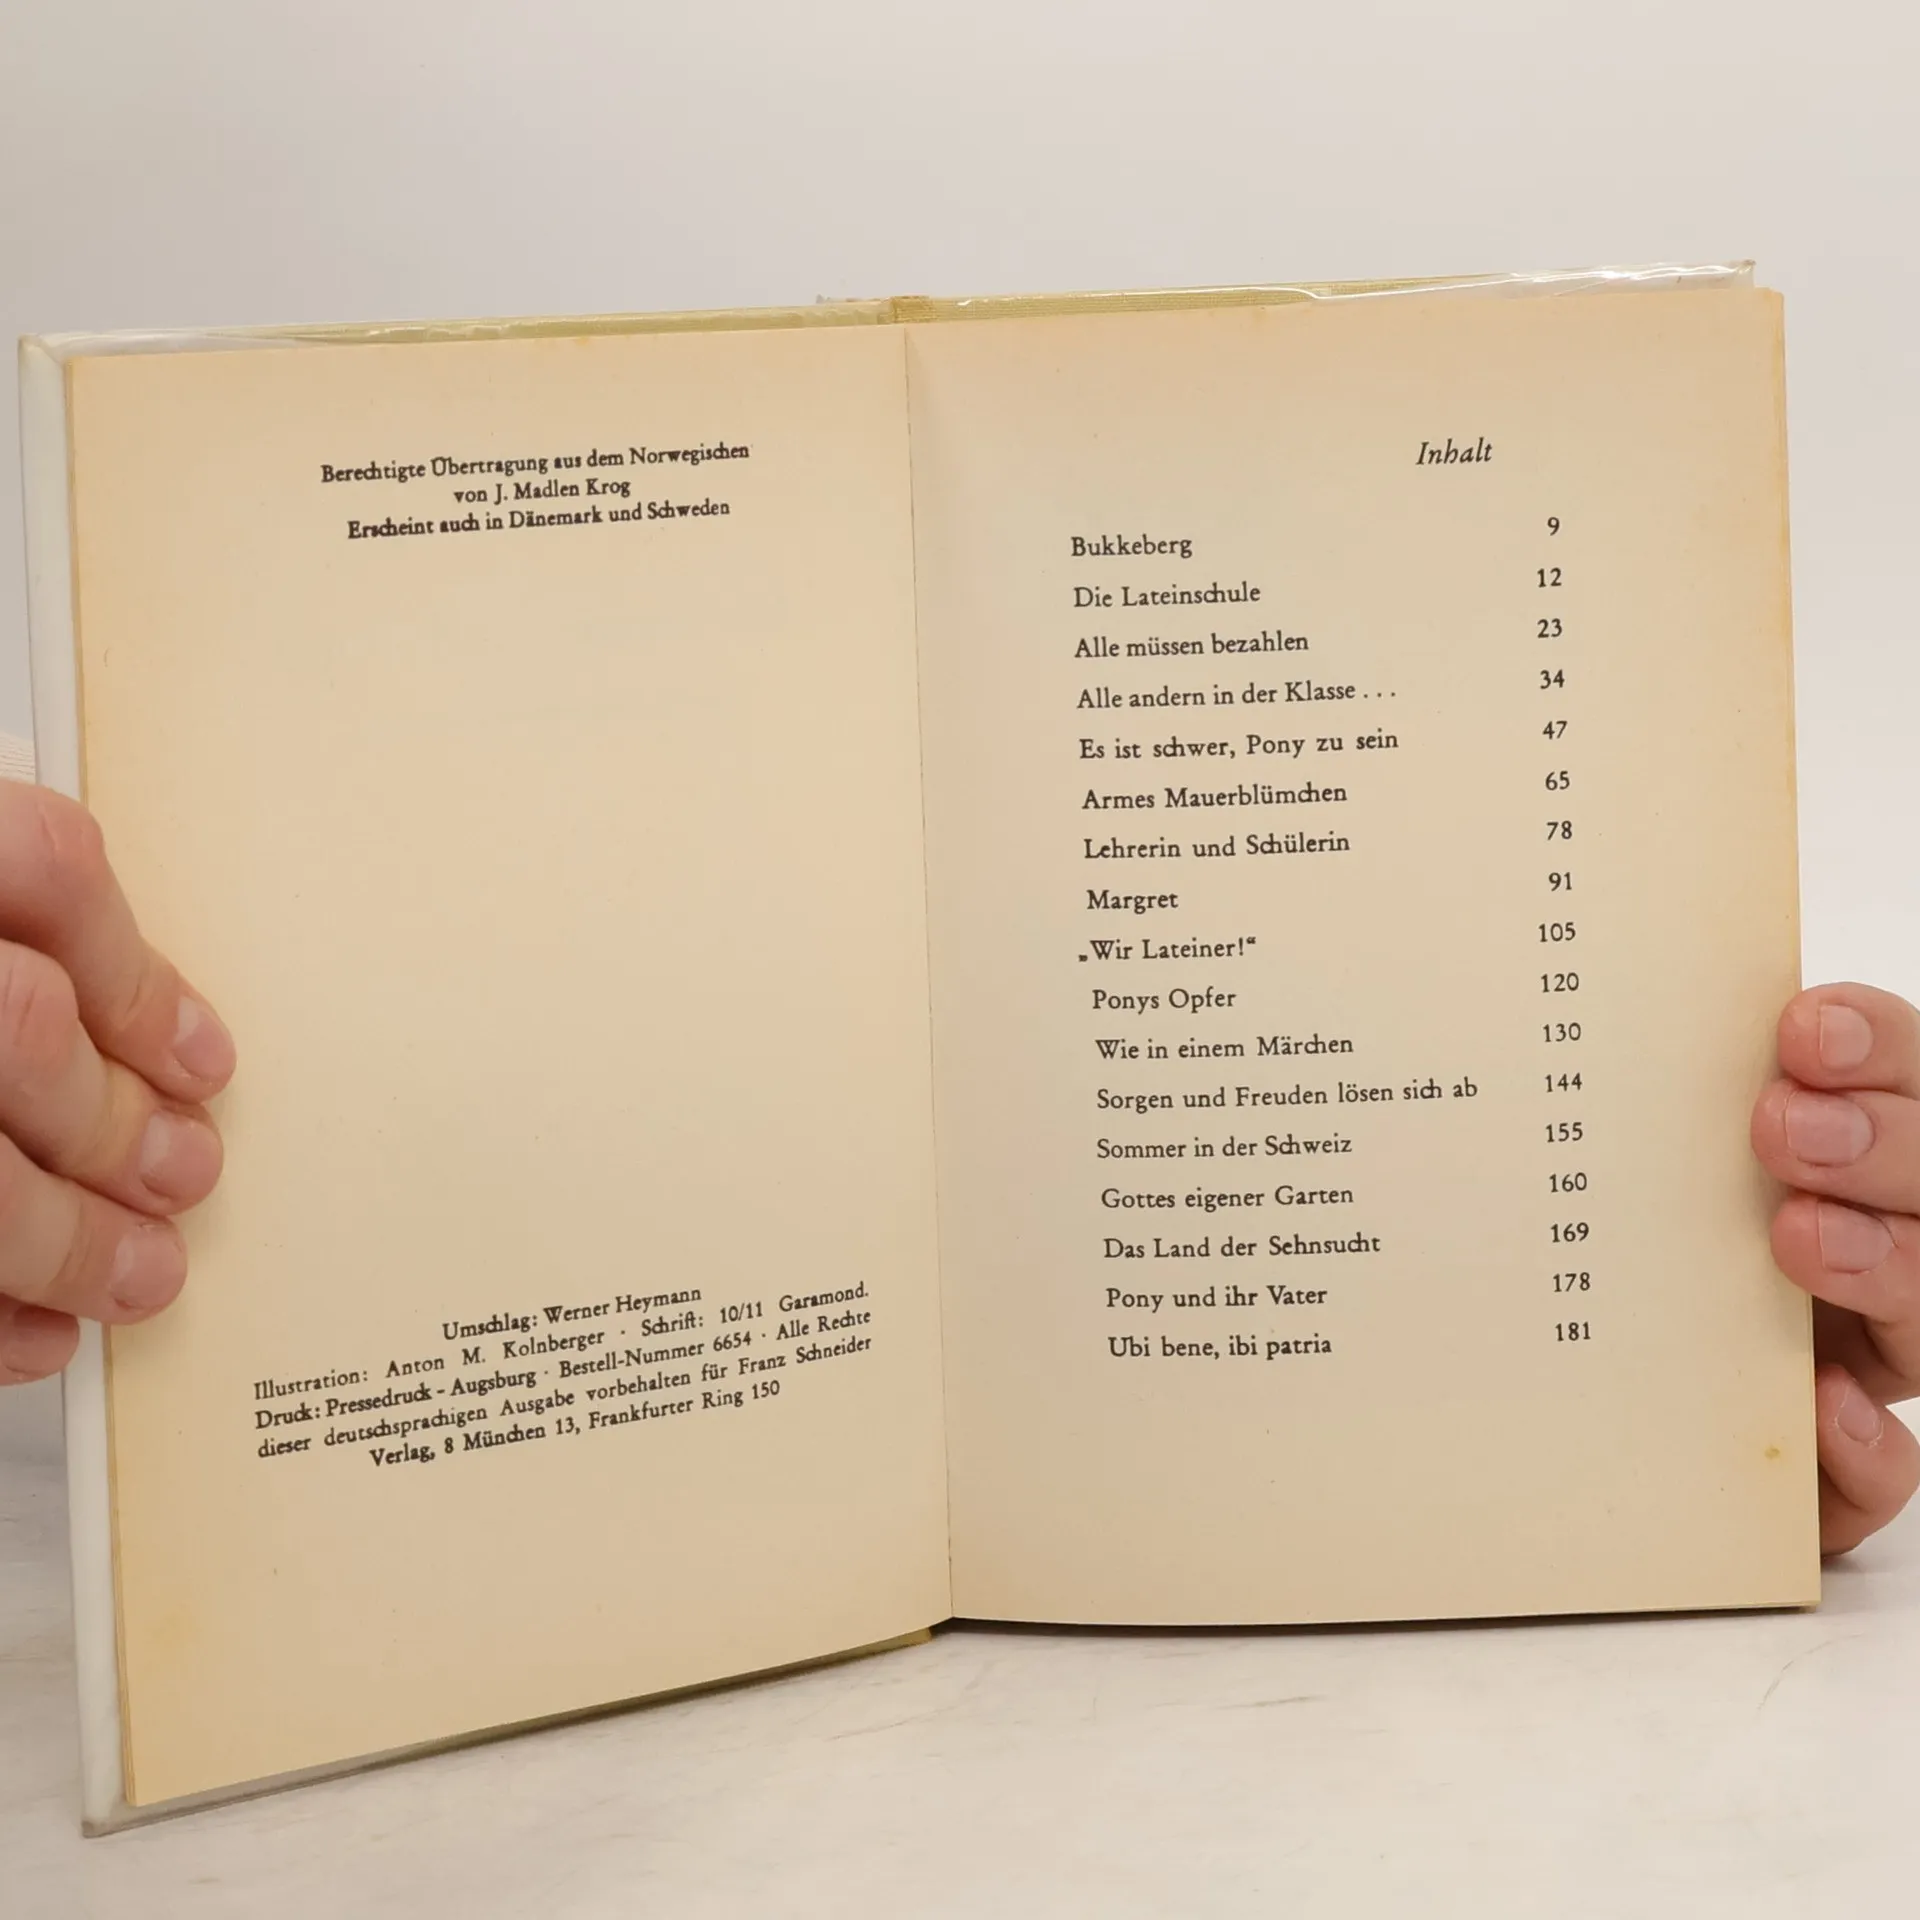 Berechtigte Übertragung aus dem Norwegischen
von J. Madlen Krog
Erscheint auch in Dänemark und Schweden
Umschlag: Werner Heymann
Illustration: Anton M. Kolnberger · Schrift: 10/11 Garamond.
Druck: Pressedruck - Augsburg · Bestell-Nummer 6654 · Alle Rechte
dieser deutschsprachigen Ausgabe vorbehalten für Franz Schneider
Verlag, 8 München 13, Frankfurter Ring 150
Inhalt
Bukkeberg 9
Die Lateinschule 12
Alle müssen bezahlen 23
Alle andern in der Klasse . . . 34
Es ist schwer, Pony zu sein 47
Armes Mauerblümchen 65
Lehrerin und Schülerin 78
Margret 91
„Wir Lateiner!“ 105
Ponys Opfer 120
Wie in einem Märchen 130
Sorgen und Freuden lösen sich ab 144
Sommer in der Schweiz 155
Gottes eigener Garten 160
Das Land der Sehnsucht 169
Pony und ihr Vater 178
Ubi bene, ibi patria 181